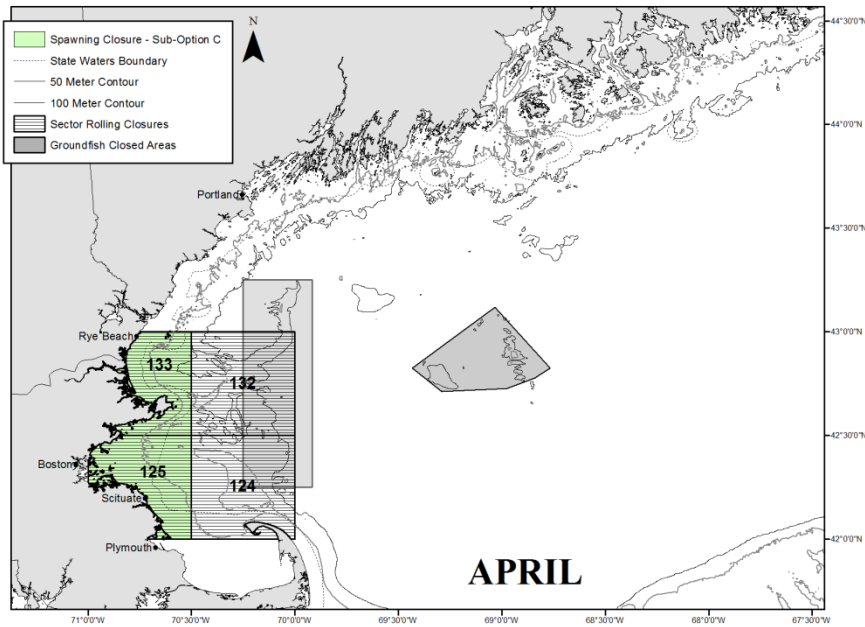 N
Spawning Closure - Sub-Option C
State Waters Boundary
50 Meter Contour
100 Meter Contour
Sector Rolling Closures
Groundfish Closed Areas
44°30'0"N
44°0'0"N
Portland
43°30'0"N
Rye Beach
43°0'0"N
133
132
42°30'0"N
Boston
125
124
Scituate
42°0'0"N
Plymouth
APRIL
71°0'0"W
70°30'0"W
70°0'0"W
69°30'0"W
69°0'0"W
68°30'0"W
68°0'0"W
67°30'0"W